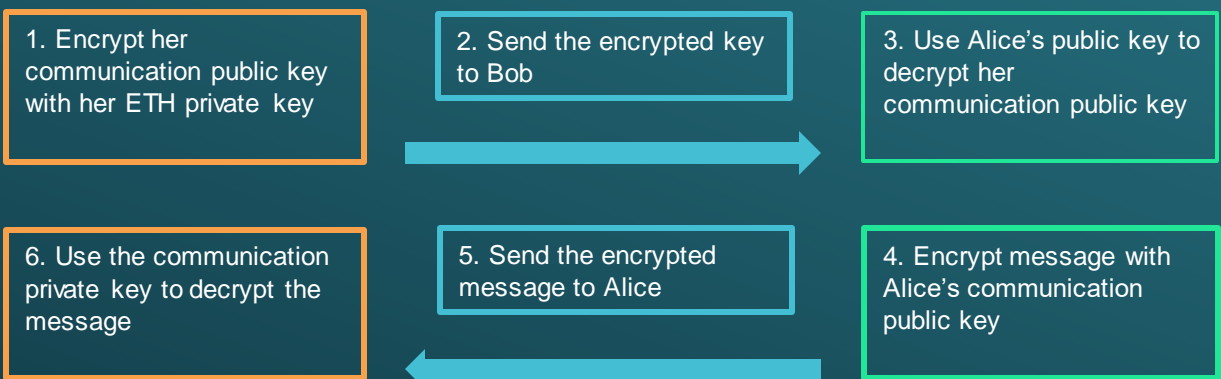 1. Encrypt her
communication public key
with her ETH private key
2. Send the encrypted key
to Bob
3. Use Alice's public key to
decrypt her
communication public key
6. Use the communication
private key to decrypt the
message
5. Send the encrypted
message to Alice
4. Encrypt message with
Alice's communication
public key